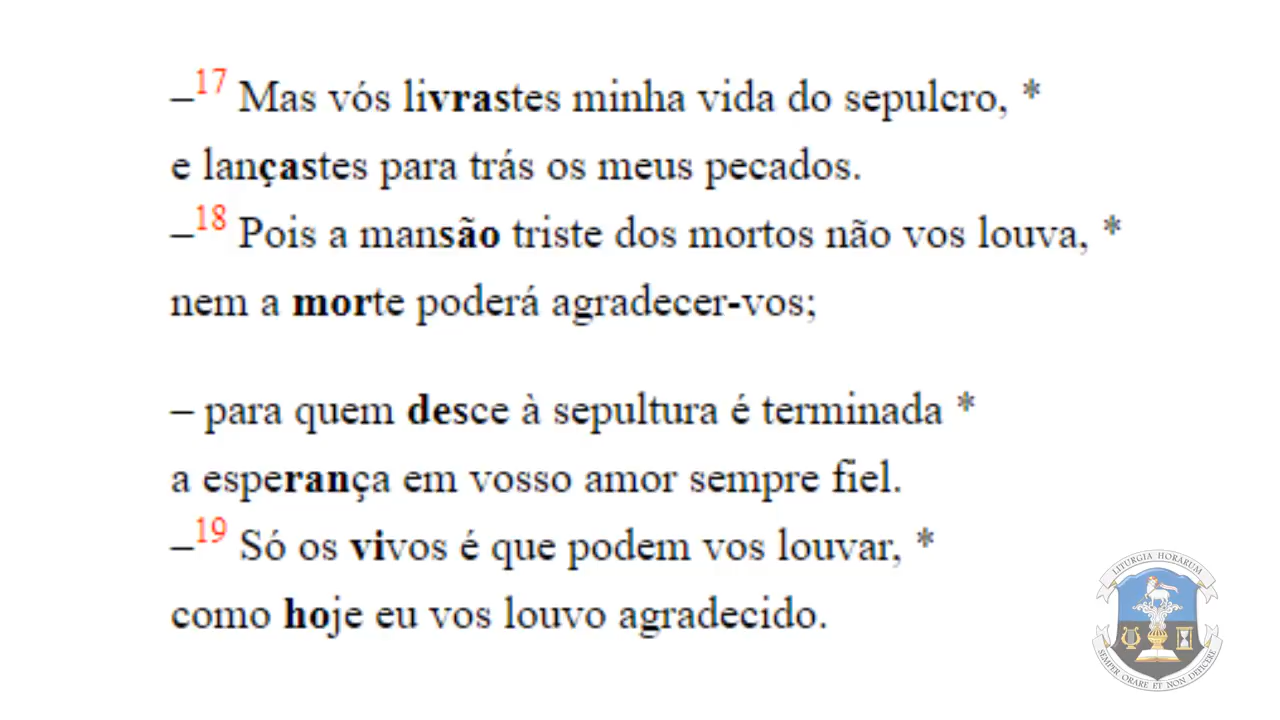 –17 Mas vós livrastes minha vida do sepulcro, *
e lançastes para trás os meus pecados.
–18 Pois a mansão triste dos mortos não vos louva, *
nem a morte poderá agradecer-vos;
– para quem desce à sepultura é terminada *
a esperança em vosso amor sempre fiel.
–19 Só os vivos é que podem vos louvar, *
como hoje eu vos louvo agradecido.
LITURGIA HORARUM
SEMPER ORARE ET NON DEFICERE